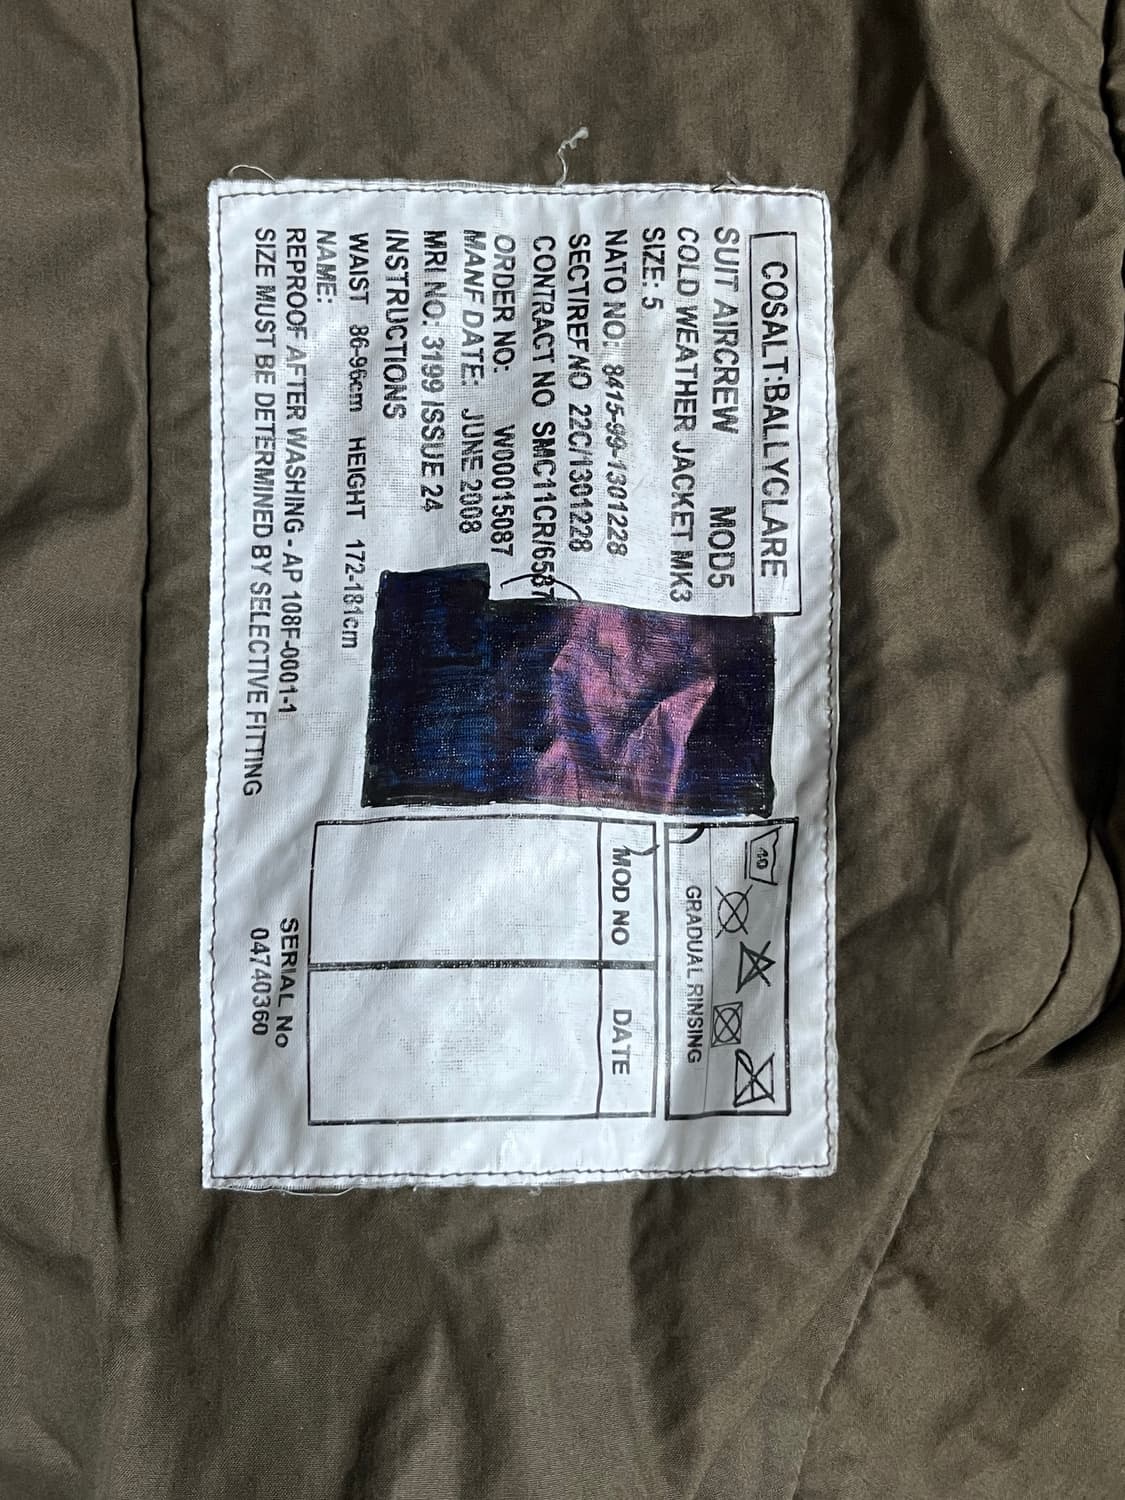 COSALT:BALLYCLARE
SUIT AIRCREW MOD5
COLD WEATHER JACKET MK3
SIZE: 5
NATO NO: 8415-99-1301228
SECT/REF NO 22C/1301228
CONTRACT NO SMC11CR/6587
ORDER NO: W00015087
MANF DATE: JUNE 2008
MRI NO: 3199 ISSUE 24
INSTRUCTIONS
WAIST 86-96cm HEIGHT 172-181cm
NAME:
REPROOF AFTER WASHING - AP 108F-0001-1
SIZE MUST BE DETERMINED BY SELECTIVE FITTING
40
GRADUAL RINSING
MOD NO DATE
SERIAL No
04740360